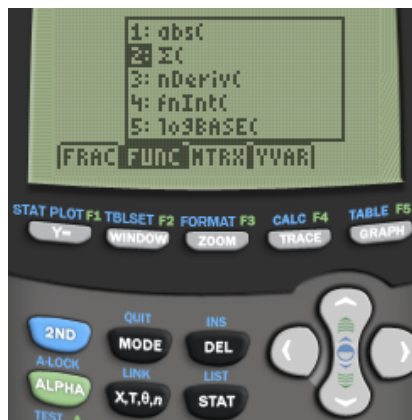 1: abs(
2: Σ(
3: nDeriv(
4: fnInt(
5: logBASE(
FRAC FUNC MTRX YVAR
STAT PLOT F1 TBLSET F2 FORMAT F3 CALC F4 TABLE F5
Y= WINDOW ZOOM TRACE GRAPH
QUIT INS
2ND MODE DEL
A-LOCK LINK LIST
ALPHA X,T,θ,n STAT
TEST A